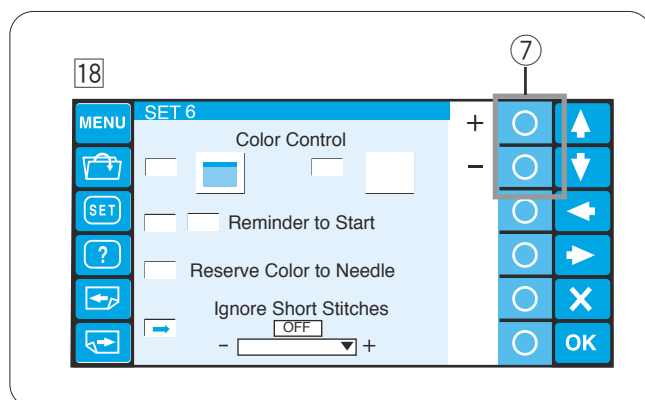 7
18
MENU
SET 6
+
Color Control
-
SET
Reminder to Start
?
Reserve Color to Needle
Ignore Short Stitches
OFF
- +
X
OK